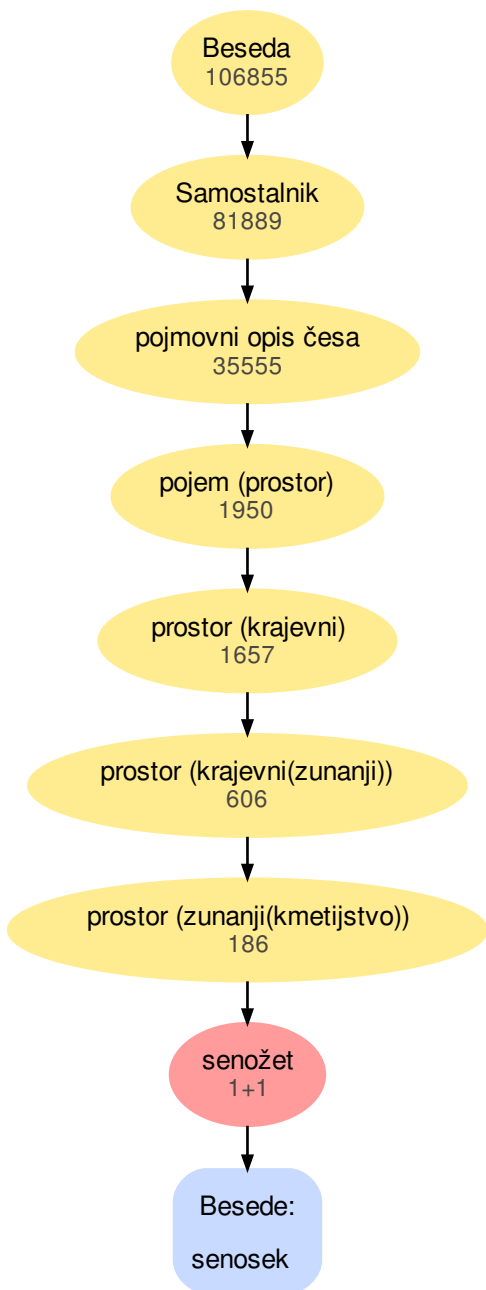 Beseda
106855
Samostalnik
81889
pojmovni opis česa
35555
pojem (prostor)
1950
prostor (krajevni)
1657
prostor (krajevni(zunanji))
606
prostor (zunanji(kmetijstvo))
186
senožet
1+1
Besede:
senosek